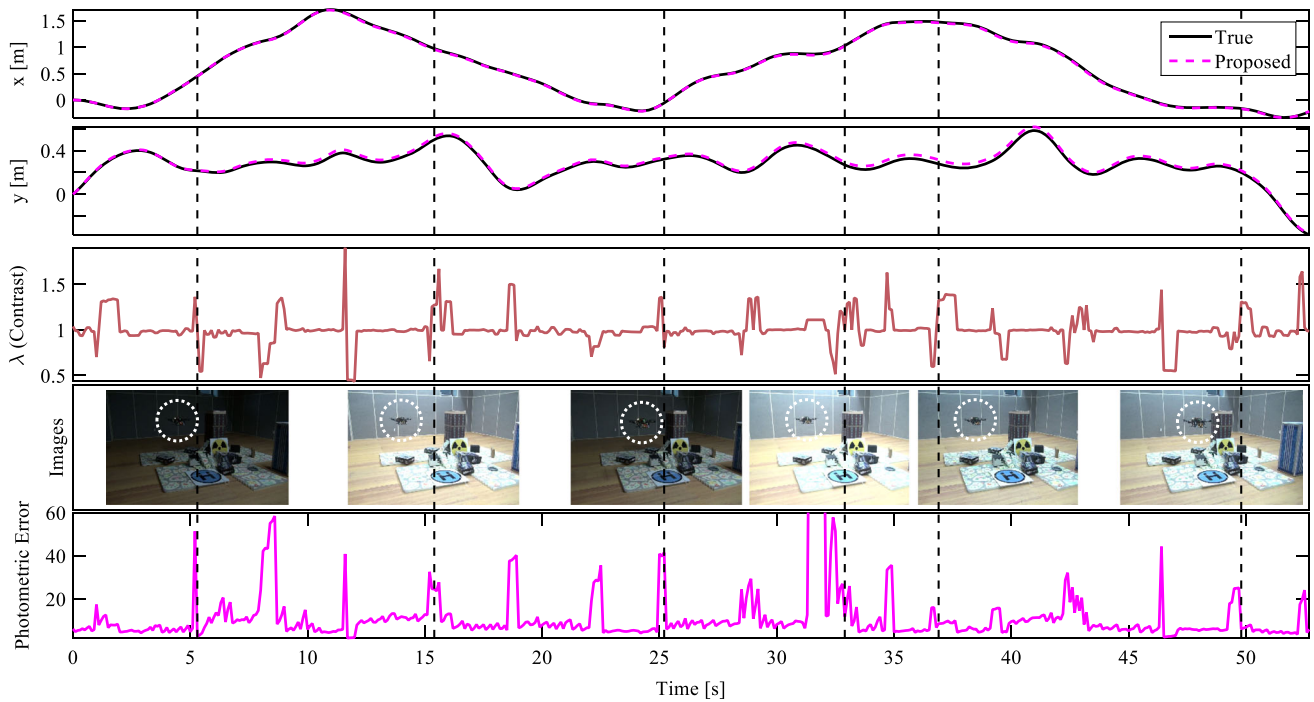 x [m]
1.5
1
0.5
0
True
Proposed
y [m]
0.4
0
λ (Contrast)
1.5
1
0.5
Images
H
Photometric Error
60
40
20
0 5 10 15 20 25 30 35 40 45 50
Time [s]